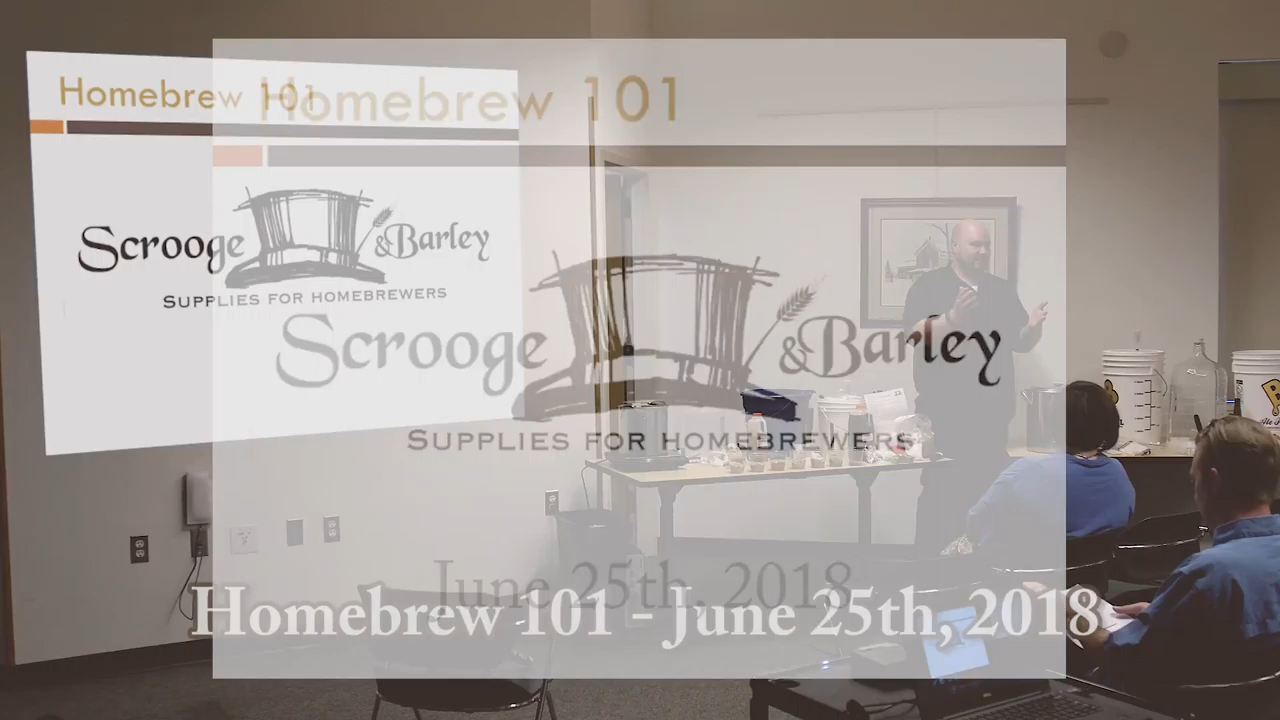 Homebrew 101
Scrooge & Barley
SUPPLIES FOR HOMEBREWERS
Homebrew 101
Scrooge & Barley
SUPPLIES FOR HOMEBREWERS
June 25th, 2018
Homebrew 101 - June 25th, 2018